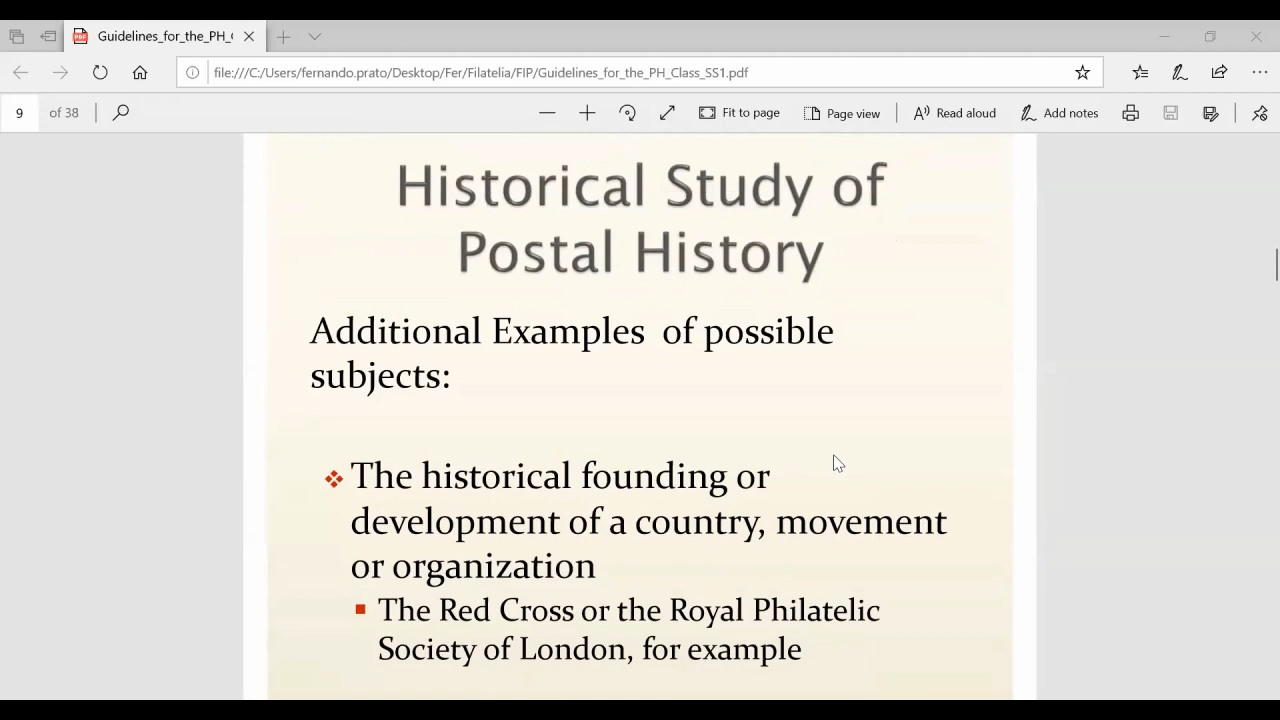 Guidelines_for_the_PH_C
file:///C:/Users/fernando.prato/Desktop/Fer/Filatelia/FIP/Guidelines_for_the_PH_Class_SS1.pdf
9 of 38 Fit to page Page view Read aloud Add notes
Historical Study of
Postal History
Additional Examples of possible
subjects:
The historical founding or
development of a country, movement
or organization
The Red Cross or the Royal Philatelic
Society of London, for example